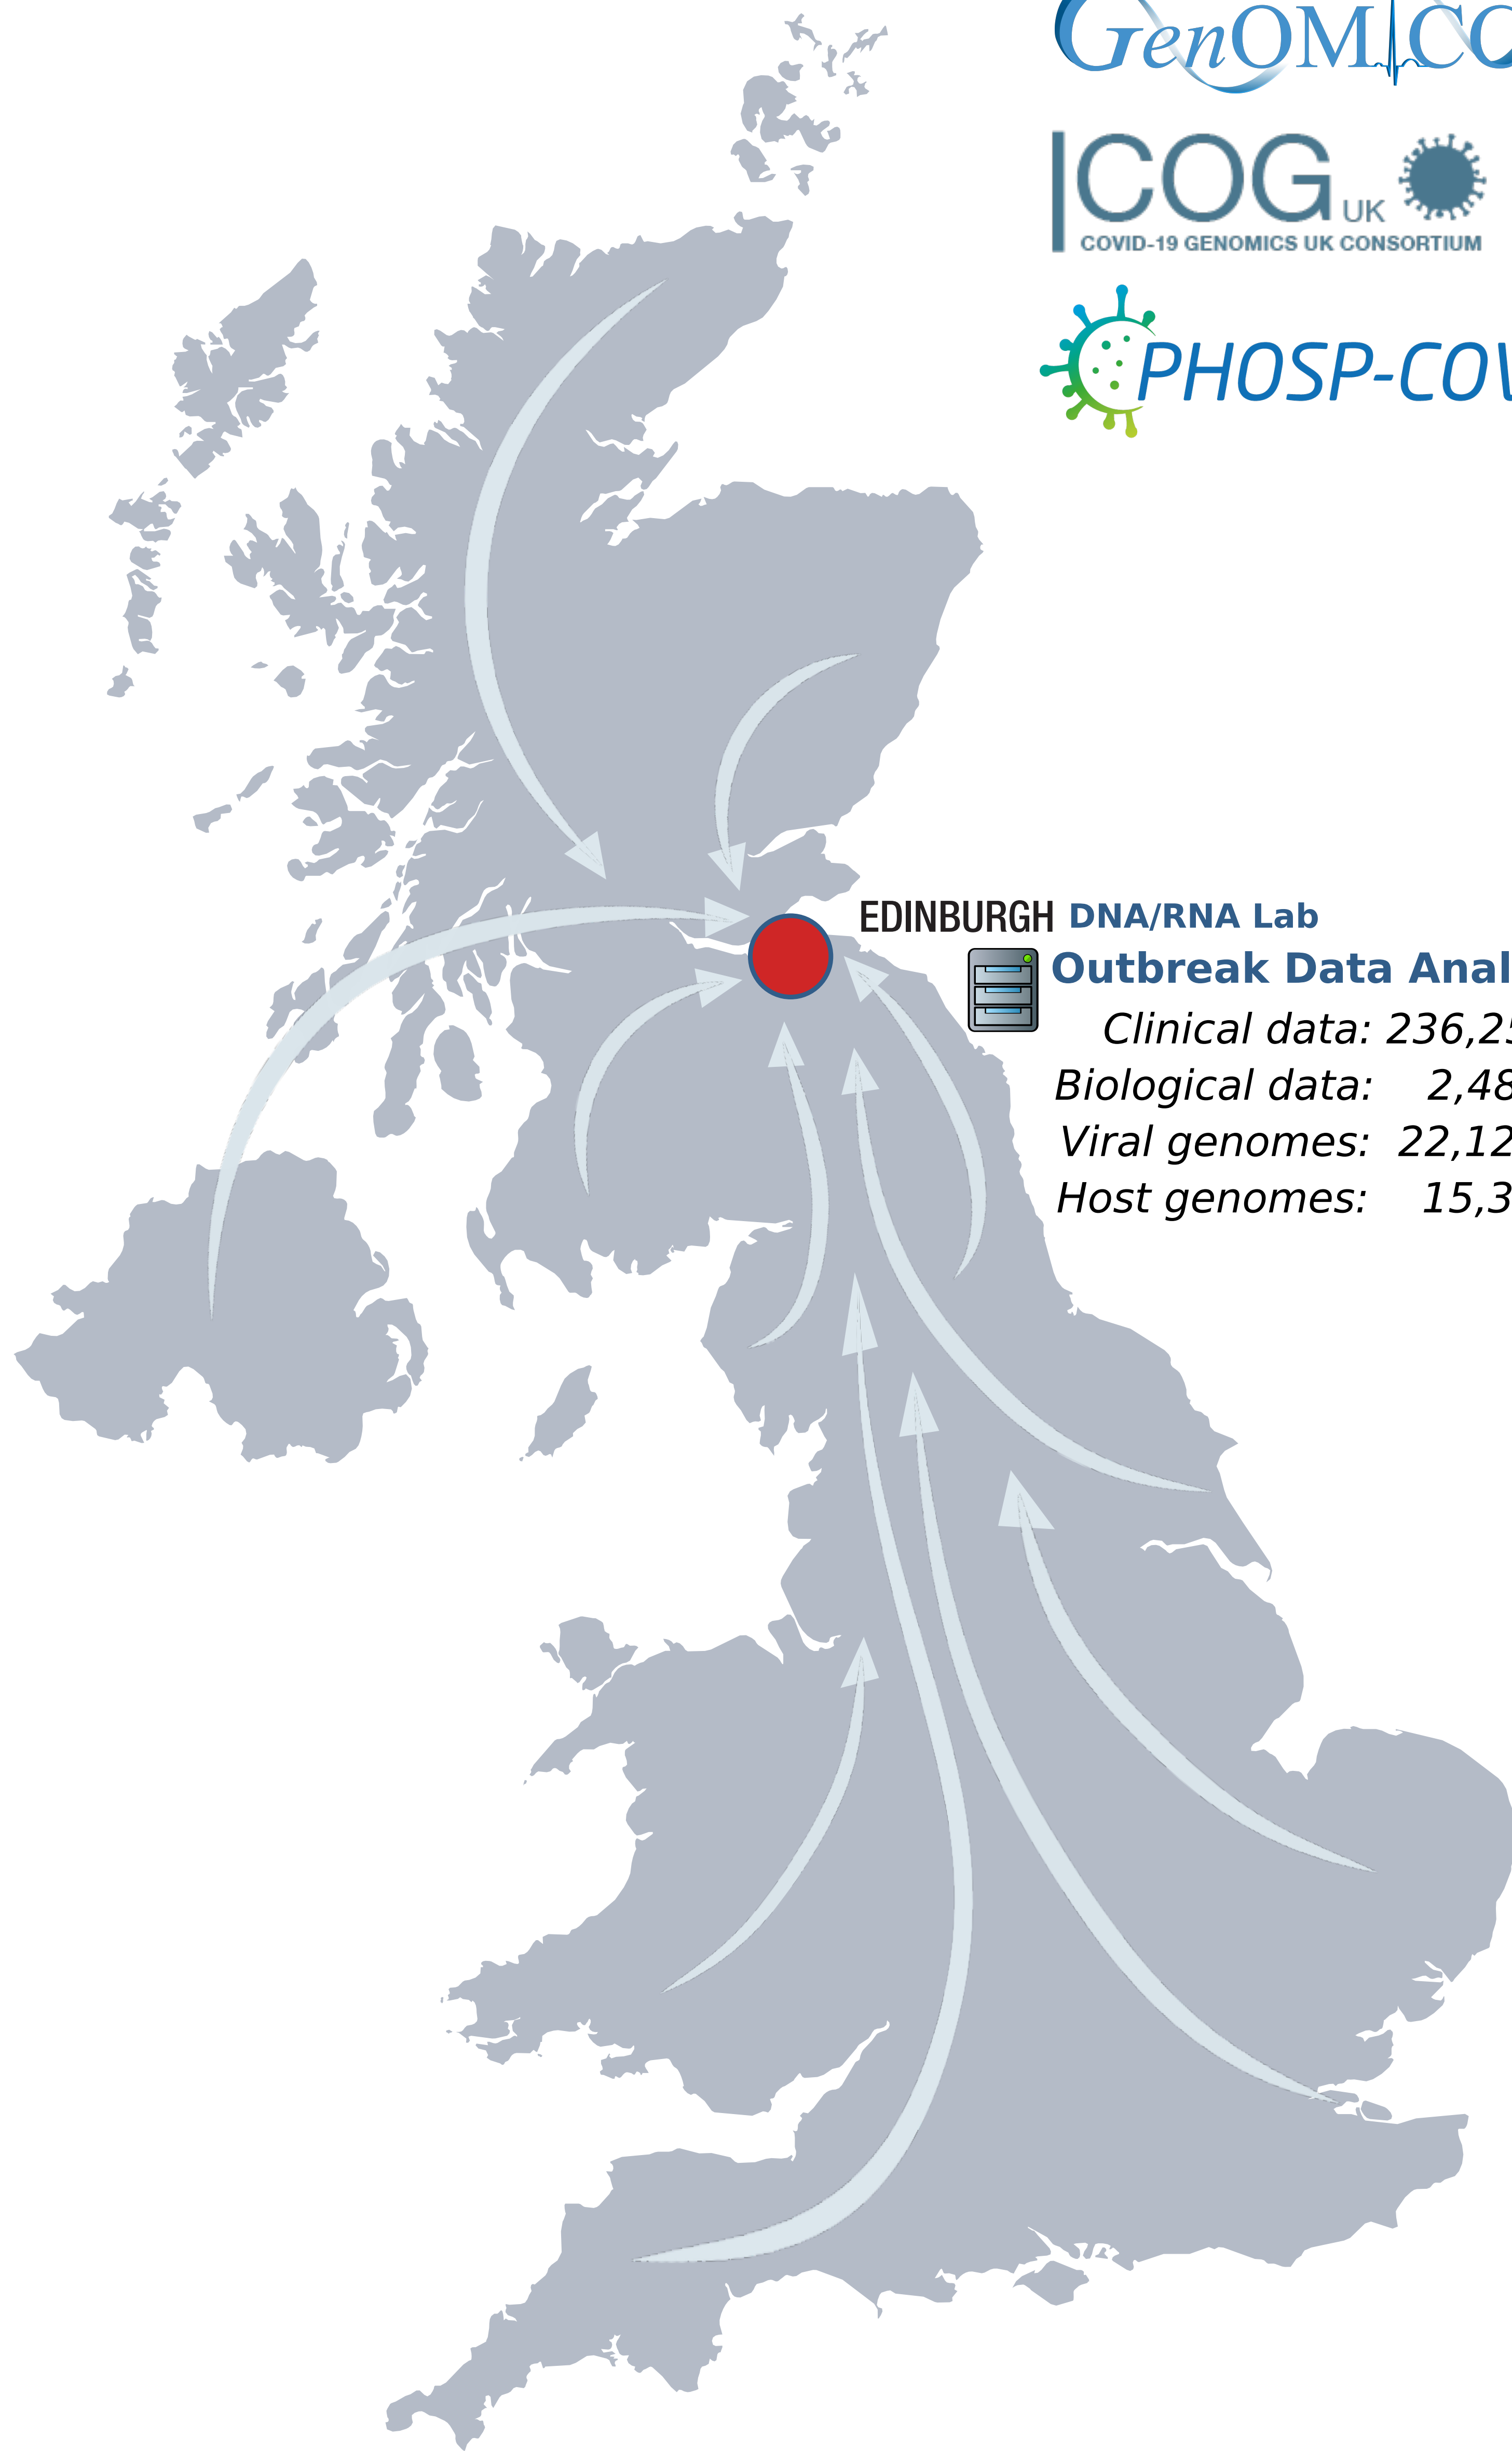 GenOMICC
COG UK
COVID-19 GENOMICS UK CONSORTIUM
PHOSP-COV
EDINBURGH DNA/RNA Lab
Outbreak Data Anal
Clinical data: 236,25
Biological data: 2,48
Viral genomes: 22,12
Host genomes: 15,3